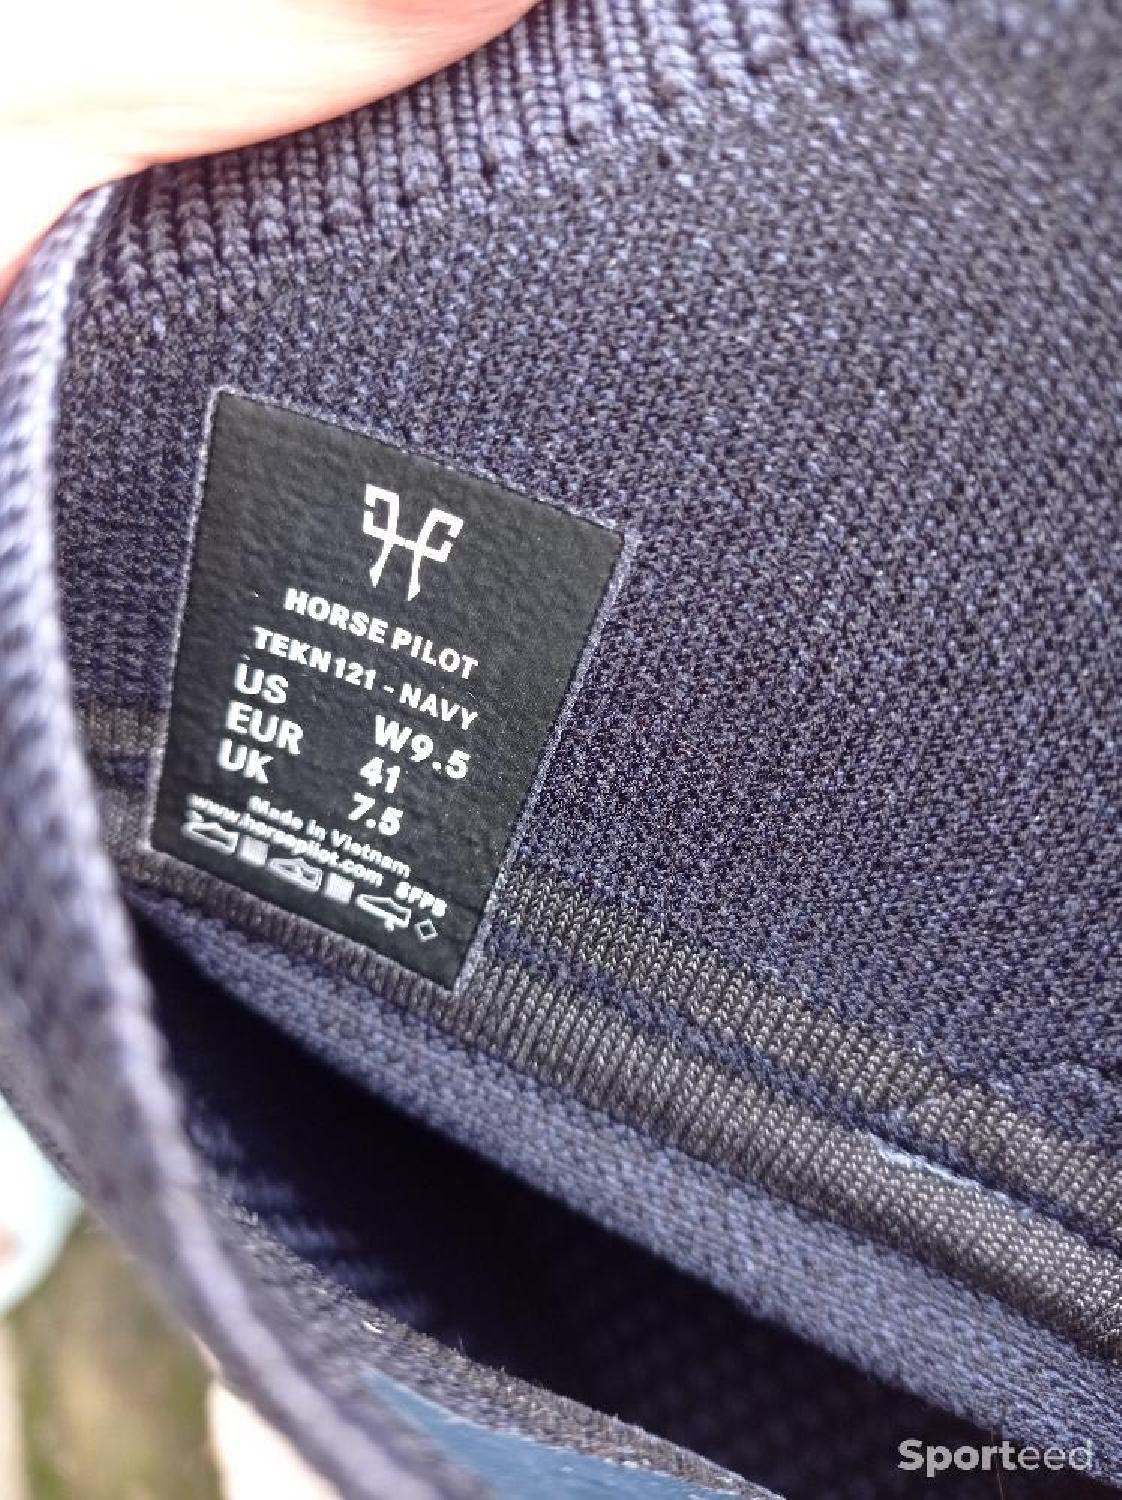 HORSE PILOT
TEKN121 - NAVY
US W9.5
EUR 41
UK 7.5
Made in Vietnam
www.horsepilot.com
Sporteed